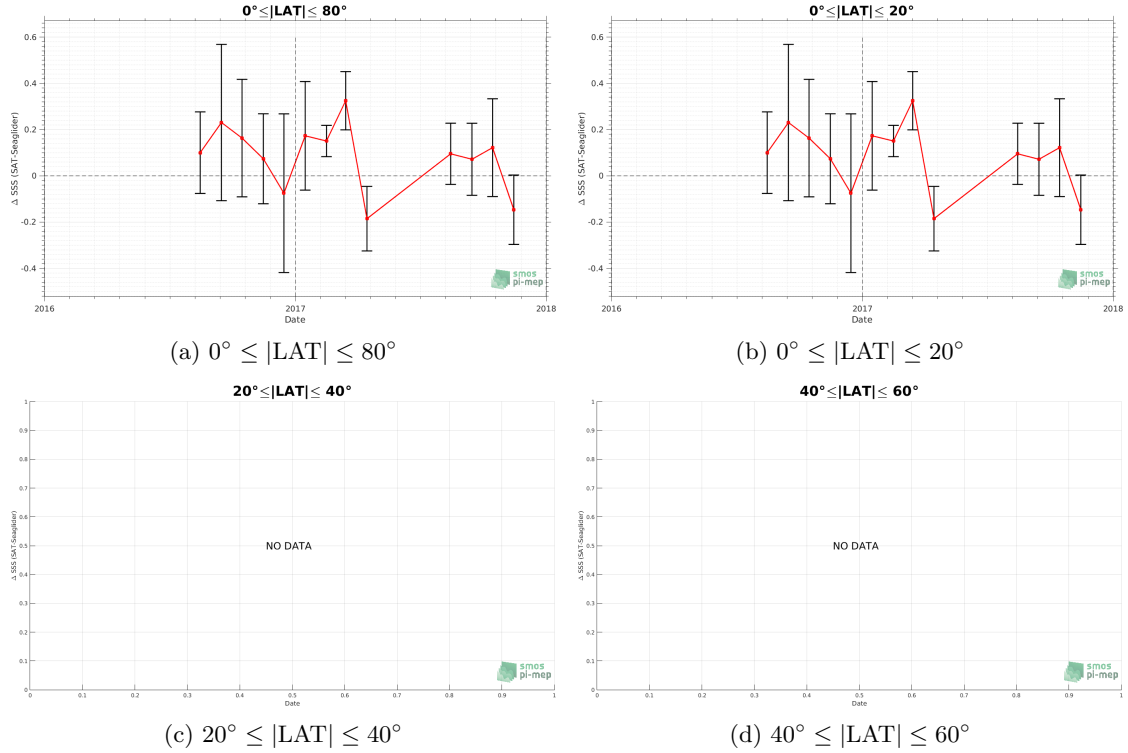 0°≤|LAT|≤ 80°
0.6
0.4
0.2
0
-0.2
-0.4
Δ SSS (SAT-Seaglider)
2016
2017
2018
Date
smos
pi-mep
(a) 0° ≤ |LAT| ≤ 80°
0°≤|LAT|≤ 20°
0.6
0.4
0.2
0
-0.2
-0.4
Δ SSS (SAT-Seaglider)
2016
2017
2018
Date
smos
pi-mep
(b) 0° ≤ |LAT| ≤ 20°
20°≤|LAT|≤ 40°
1
0.9
0.8
0.7
0.6
0.5
0.4
0.3
0.2
0.1
0
Δ SSS (SAT-Seaglider)
NO DATA
0 0.1 0.2 0.3 0.4 0.5 0.6 0.7 0.8 0.9 1
Date
smos
pi-mep
(c) 20° ≤ |LAT| ≤ 40°
40°≤|LAT|≤ 60°
1
0.9
0.8
0.7
0.6
0.5
0.4
0.3
0.2
0.1
0
Δ SSS (SAT-Seaglider)
NO DATA
0 0.1 0.2 0.3 0.4 0.5 0.6 0.7 0.8 0.9 1
Date
smos
pi-mep
(d) 40° ≤ |LAT| ≤ 60°